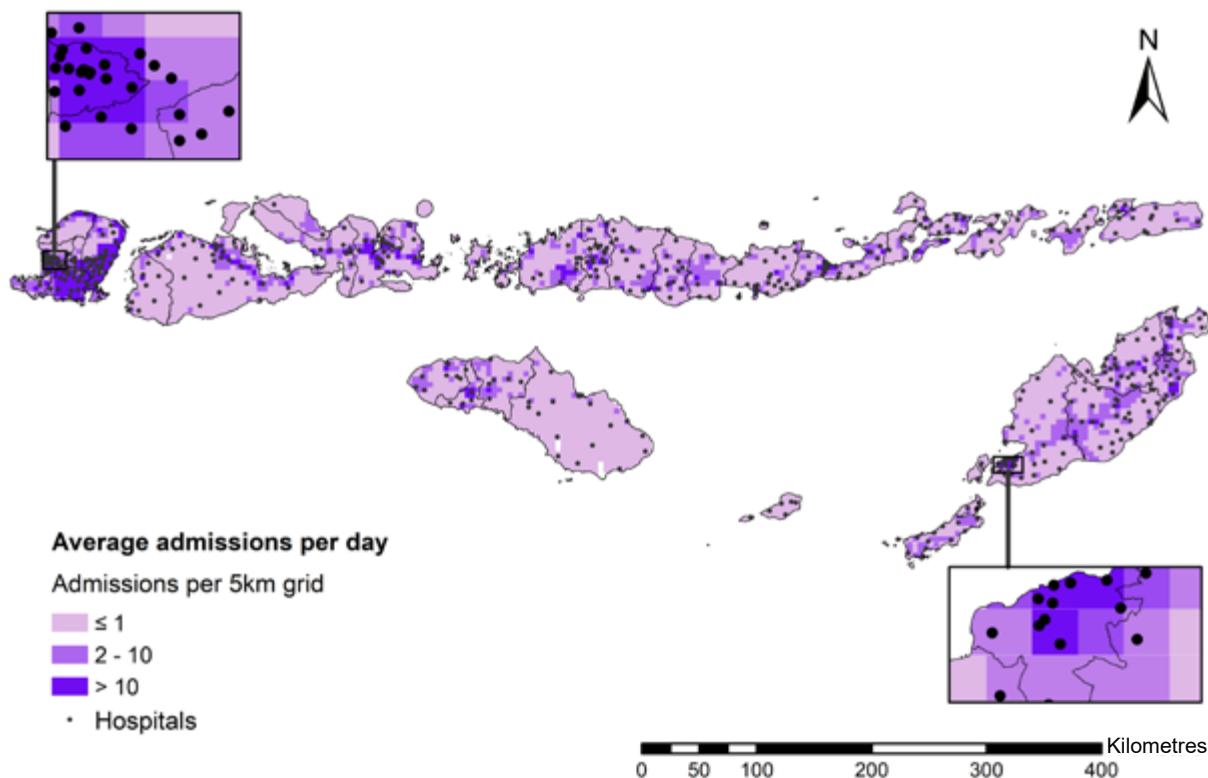 N
Average admissions per day
Admissions per 5km grid
≤ 1
2 - 10
> 10
Hospitals
Kilometres
0 50 100 200 300 400